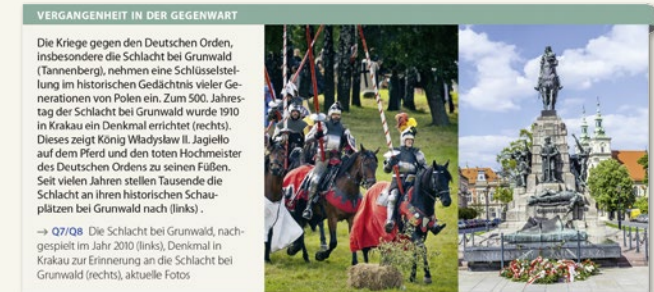 VERGANGENHEIT IN DER GEGENWART
Die Kriege gegen den Deutschen Orden,
insbesondere die Schlacht bei Grunwald
(Tannenberg), nehmen eine Schlüsselstel-
lung im historischen Gedächtnis vieler Ge-
nerationen von Polen ein. Zum 500. Jahres-
tag der Schlacht bei Grunwald wurde 1910
in Krakau ein Denkmal errichtet (rechts).
Dieses zeigt König Władysław II. Jagiełło
auf dem Pferd und den toten Hochmeister
des Deutschen Ordens zu seinen Füßen.
Seit vielen Jahren stellen Tausende die
Schlacht an ihren historischen Schau-
plätzen bei Grunwald nach (links) .
→ Q7/Q8 Die Schlacht bei Grunwald, nach-
gespielt im Jahr 2010 (links), Denkmal in
Krakau zur Erinnerung an die Schlacht bei
Grunwald (rechts), aktuelle Fotos